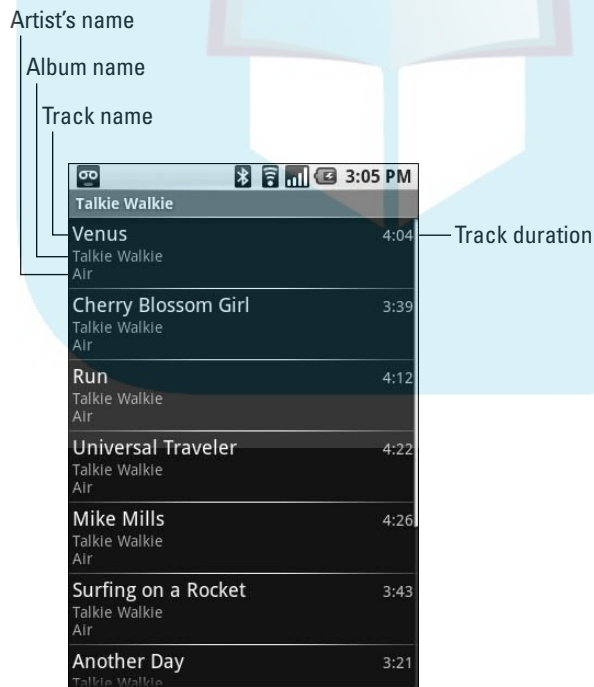 Artist's name
Album name
Track name
3:05 PM
Talkie Walkie
Venus 4:04
Track duration
Talkie Walkie
Air
Cherry Blossom Girl 3:39
Talkie Walkie
Air
Run 4:12
Talkie Walkie
Air
Universal Traveler 4:22
Talkie Walkie
Air
Mike Mills 4:26
Talkie Walkie
Air
Surfing on a Rocket 3:43
Talkie Walkie
Air
Another Day 3:21
Talkie Walkie